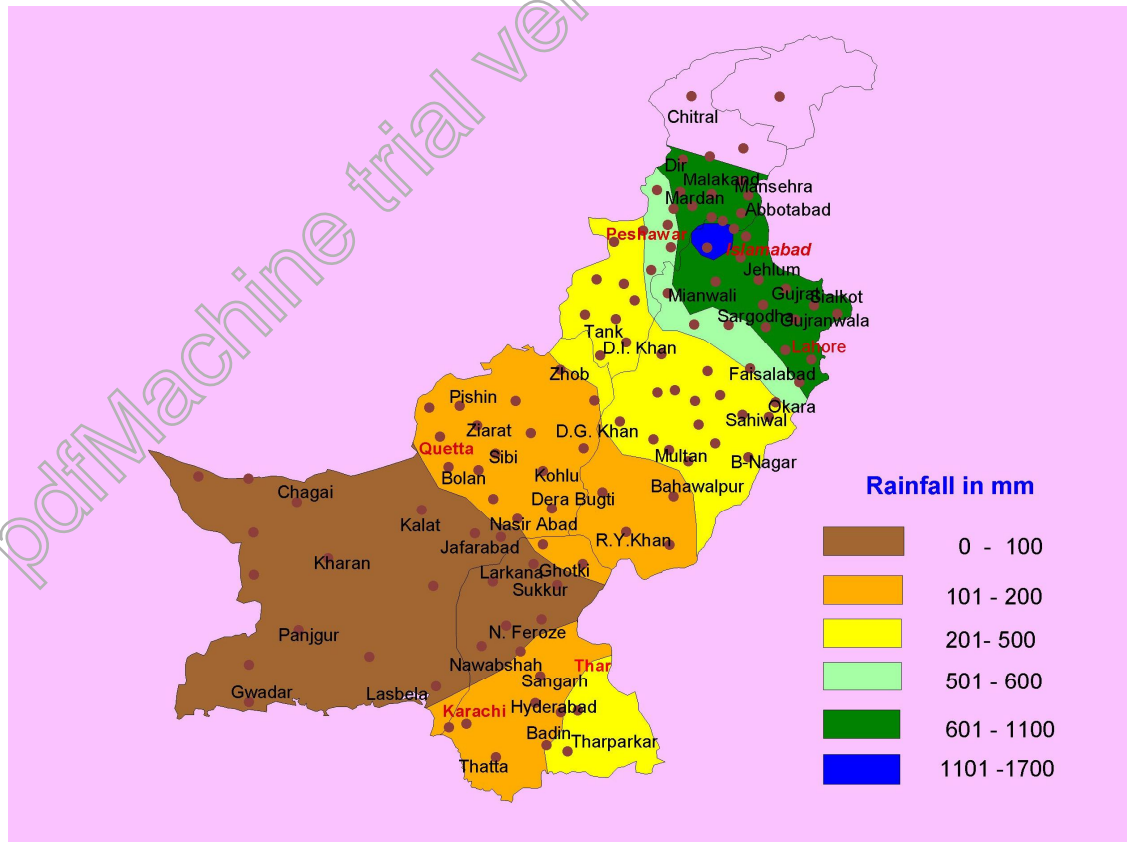 pdfMachine trial ver
Chitral
Dir
Malakand
Mansehra
Mardan
Abbotabad
Peshawar
Islamabad
Jehlum
Mianwali
Gujrat
Sialkot
Sargodha
Gujranwala
Tank
D.I. Khan
Lahore
Zhob
Faisalabad
Pishin
Okara
Ziarat
D.G. Khan
Sahiwal
Quetta
Sibi
Multan
B-Nagar
Bolan
Kohlu
Bahawalpur
Chagai
Dera Bugti
Kalat
Nasir Abad
R.Y.Khan
Jafarabad
Kharan
Larkana
Ghotki
Sukkur
Panjgur
N. Feroze
Nawabshah
Thar
Sangarh
Gwadar
Lasbela
Karachi
Hyderabad
Badin
Tharparkar
Thatta
Rainfall in mm
0 - 100
101 - 200
201- 500
501 - 600
601 - 1100
1101 -1700